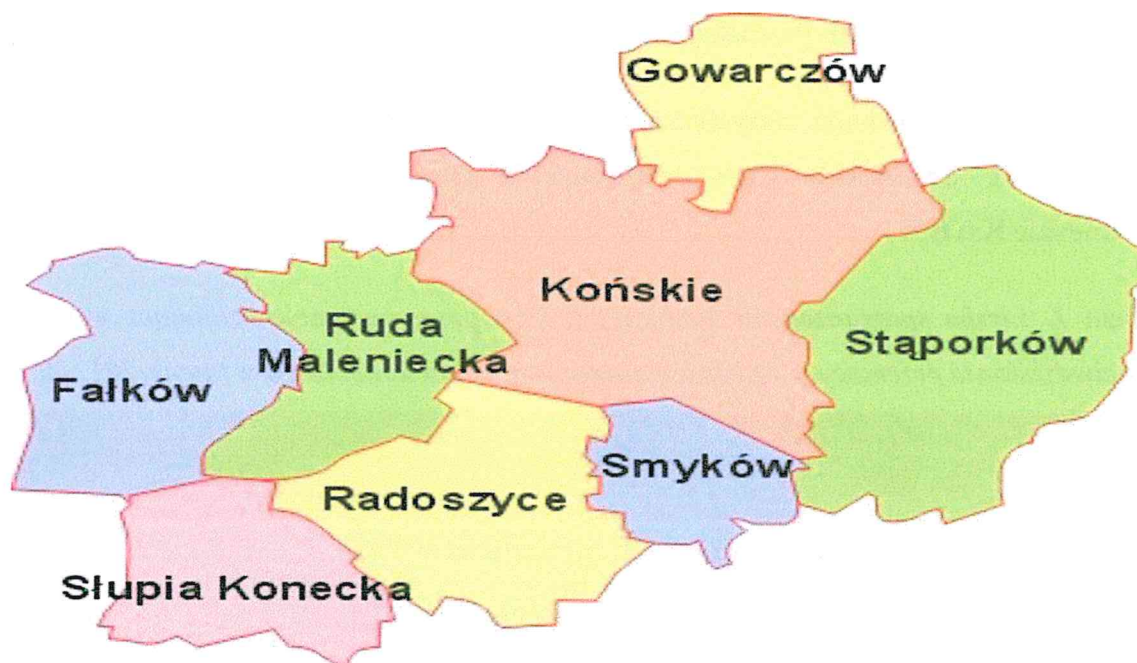 Gowarczów
Końskie
Ruda
Maleniecka
Stąporków
Fałków
Smyków
Radoszyce
Słupia Konecka